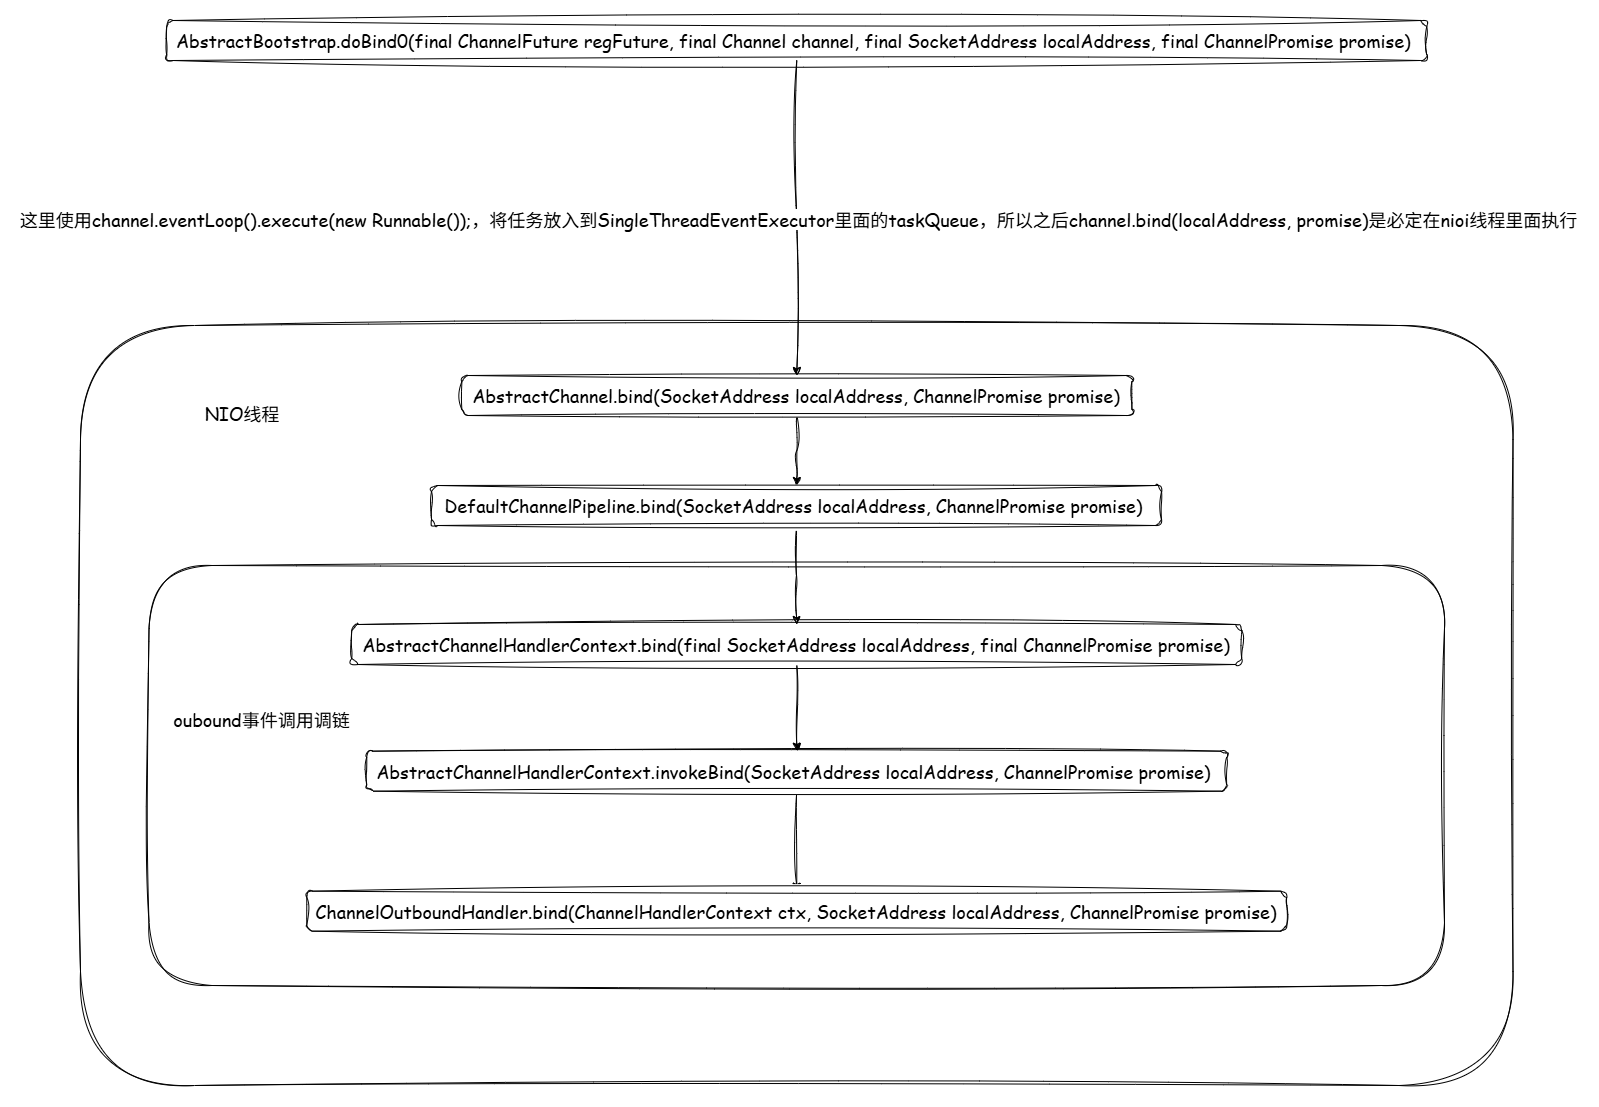 AbstractBootstrap.doBind0(final ChannelFuture regFuture, final Channel channel, final SocketAddress localAddress, final ChannelPromise promise)
这里使用channel.eventLoop().execute(new Runnable());，将任务放入到SingleThreadEventExecutor里面的taskQueue，所以之后channel.bind(localAddress, promise)是必定在nioi线程里面执行
AbstractChannel.bind(SocketAddress localAddress, ChannelPromise promise)
NIO线程
DefaultChannelPipeline.bind(SocketAddress localAddress, ChannelPromise promise)
AbstractChannelHandlerContext.bind(final SocketAddress localAddress, final ChannelPromise promise)
oubound事件调用调链
AbstractChannelHandlerContext.invokeBind(SocketAddress localAddress, ChannelPromise promise)
ChannelOutboundHandler.bind(ChannelHandlerContext ctx, SocketAddress localAddress, ChannelPromise promise)